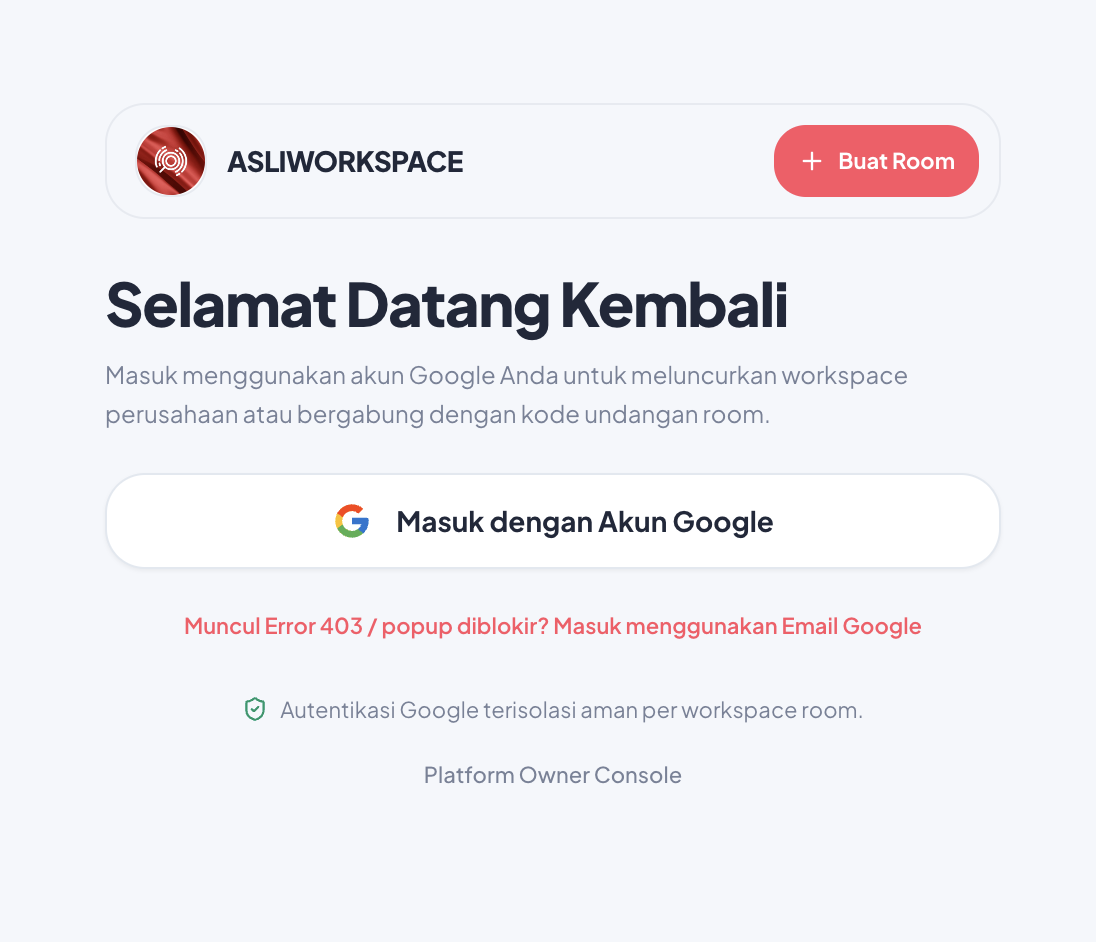 ASLIWORKSPACE
Buat Room
Selamat Datang Kembali
Masuk menggunakan akun Google Anda untuk meluncurkan workspace
perusahaan atau bergabung dengan kode undangan room.
Masuk dengan Akun Google
Muncul Error 403 / popup diblokir? Masuk menggunakan Email Google
Autentikasi Google terisolasi aman per workspace room.
Platform Owner Console